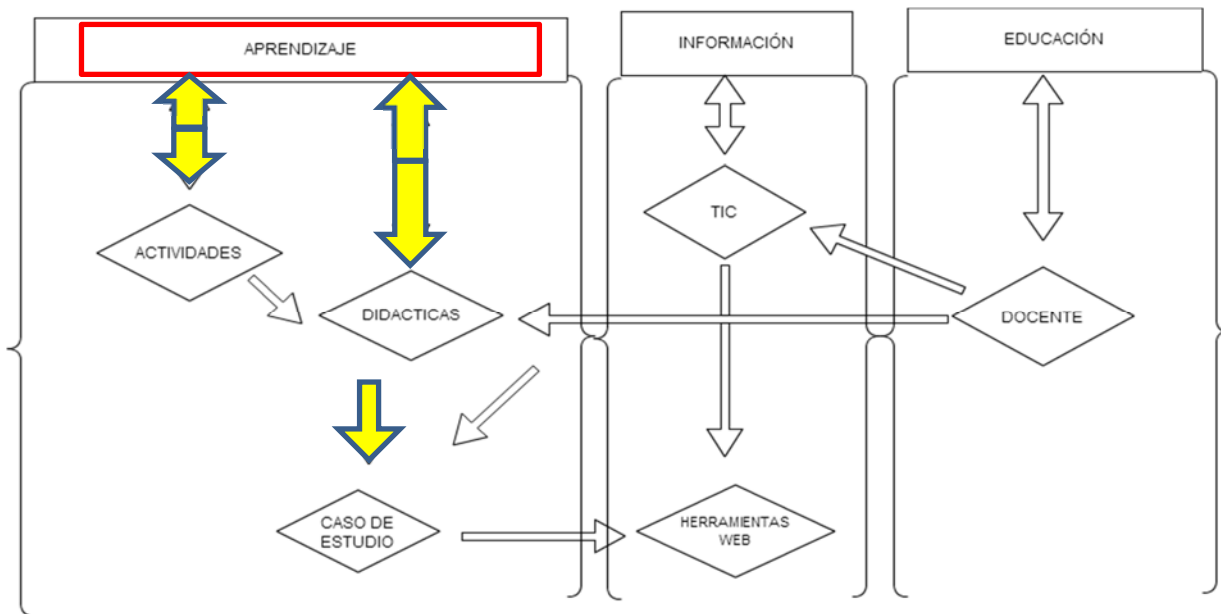 APRENDIZAJE
INFORMACIÓN
EDUCACIÓN
ACTIVIDADES
DIDACTICAS
TIC
DOCENTE
CASO DE
ESTUDIO
HERRAMIENTAS
WEB